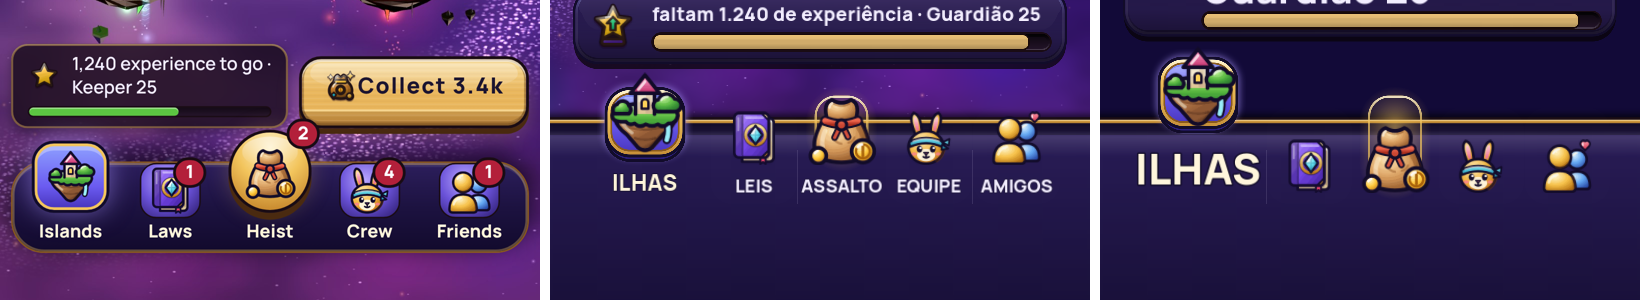 1,240 experience to go ·
Keeper 25
Collect 3.4k
2
1
4
1
Islands
Laws
Heist
Crew
Friends
faltam 1.240 de experiência · Guardião 25
ILHAS
LEIS
ASSALTO
EQUIPE
AMIGOS
ILHAS